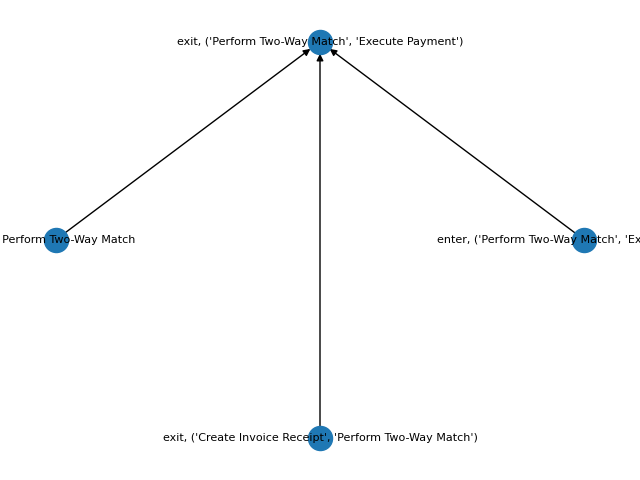 exit, ('Perform Two-Way Match', 'Execute Payment')
Perform Two-Way Match
enter, ('Perform Two-Way Match', 'Ex
exit, ('Create Invoice Receipt', 'Perform Two-Way Match')